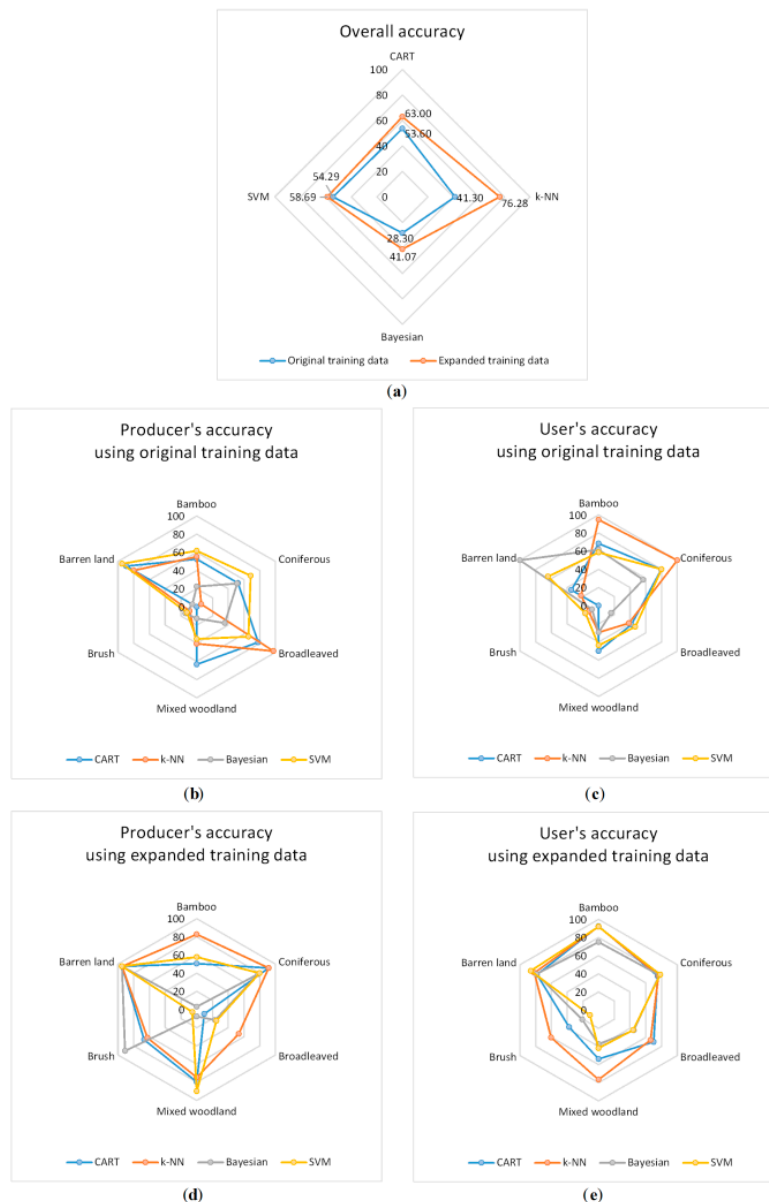 Overall accuracy
CART
100
80
60
40
20
0
63.00
53.60
54.29
58.69
SVM
41.30
76.28
k-NN
28.30
41.07
Bayesian
Original training data Expanded training data
(a)
Producer's accuracy
using original training data
Bamboo
100
80
60
40
20
0
Barren land
Coniferous
Brush
Broadleaved
Mixed woodland
CART k-NN Bayesian SVM
(b)
User's accuracy
using original training data
Bamboo
100
80
60
40
20
0
Barren land
Coniferous
Brush
Broadleaved
Mixed woodland
CART k-NN Bayesian SVM
(c)
Producer's accuracy
using expanded training data
Bamboo
100
80
60
40
20
0
Barren land
Coniferous
Brush
Broadleaved
Mixed woodland
CART k-NN Bayesian SVM
(d)
User's accuracy
using expanded training data
Bamboo
100
80
60
40
20
0
Barren land
Coniferous
Brush
Broadleaved
Mixed woodland
CART k-NN Bayesian SVM
(e)